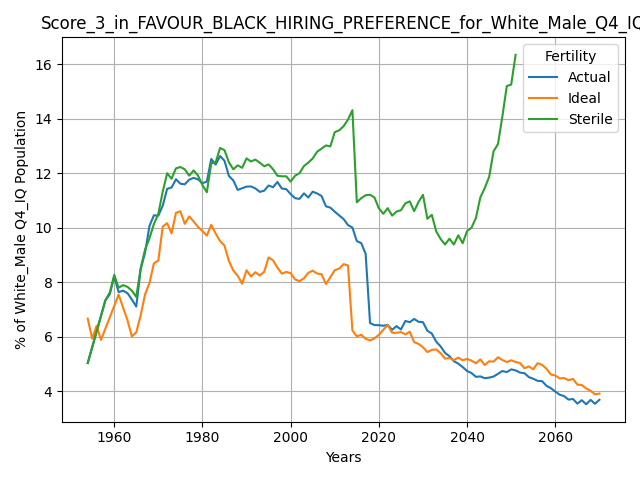 Score_3_in_FAVOUR_BLACK_HIRING_PREFERENCE_for_White_Male_Q4_IQ
Fertility
Actual
Ideal
Sterile
% of White_Male Q4_IQ Population
16
14
12
10
8
6
4
1960 1980 2000 2020 2040 2060
Years